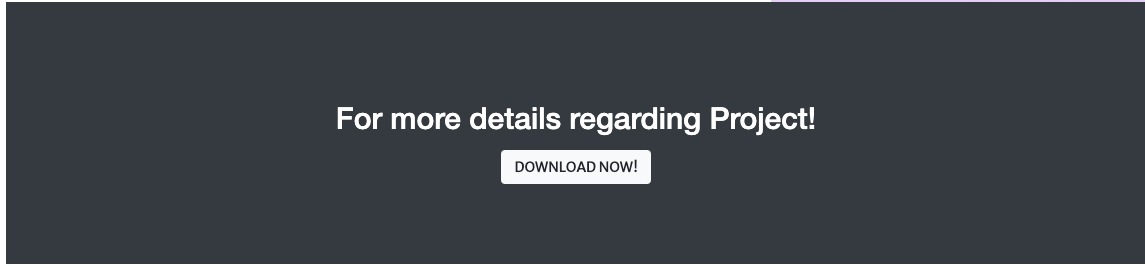 For more details regarding Project!
DOWNLOAD NOW!